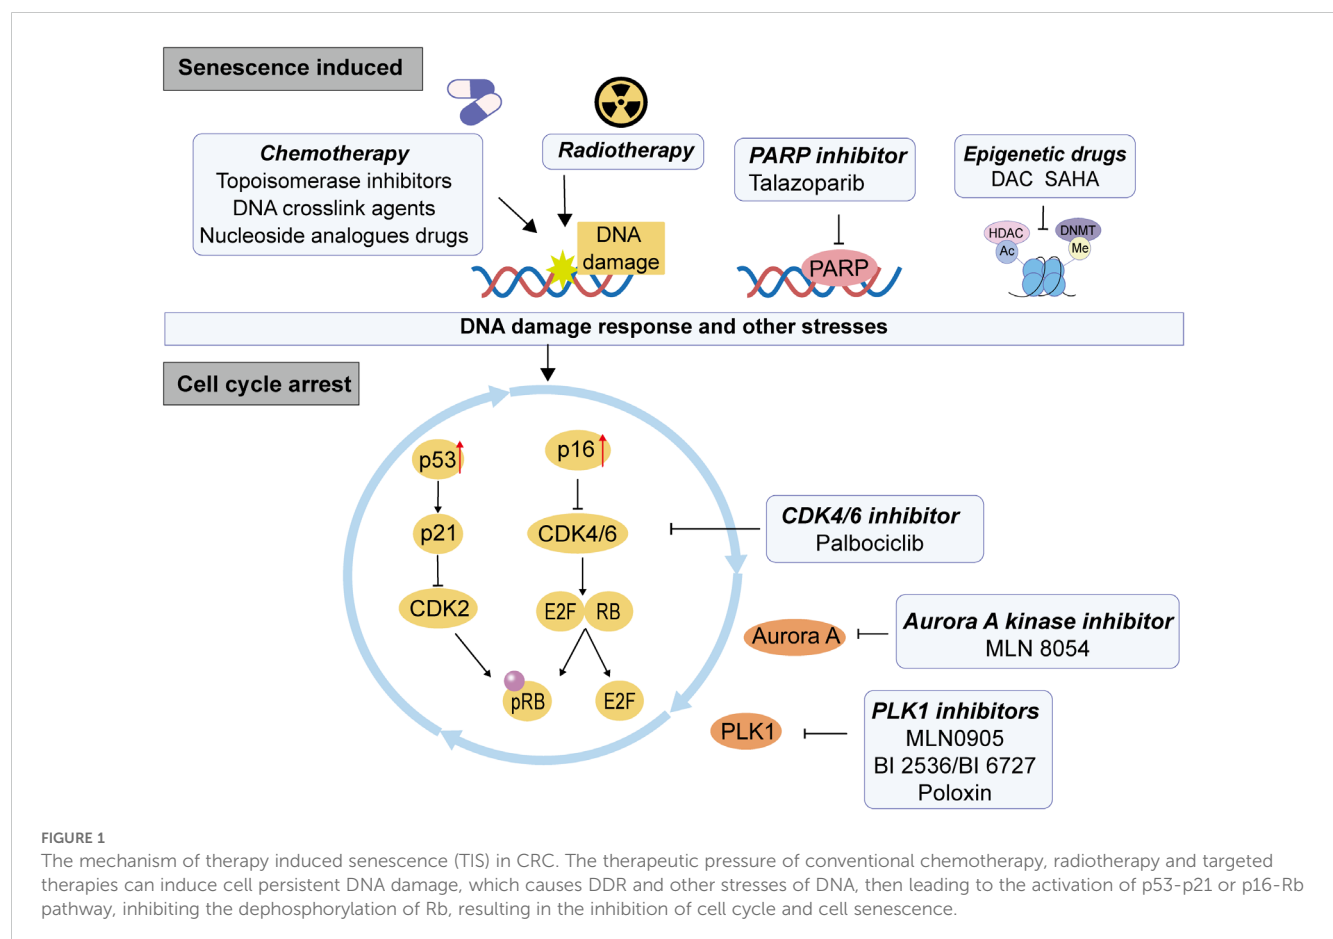 Senescence induced
Chemotherapy
Topoisomerase inhibitors
DNA crosslink agents
Nucleoside analogues drugs
Radiotherapy
DNA
damage
PARP inhibitor
Talazoparib
PARP
Epigenetic drugs
DAC SAHA
HDAC
DNMT
Ac
Me
DNA damage response and other stresses
Cell cycle arrest
p53
p16
p21
CDK4/6
CDK2
E2F
RB
pRB
E2F
CDK4/6 inhibitor
Palbociclib
Aurora A
Aurora A kinase inhibitor
MLN 8054
PLK1
PLK1 inhibitors
MLN0905
BI 2536/BI 6727
Poloxin
FIGURE 1
The mechanism of therapy induced senescence (TIS) in CRC. The therapeutic pressure of conventional chemotherapy, radiotherapy and targeted
therapies can induce cell persistent DNA damage, which causes DDR and other stresses of DNA, then leading to the activation of p53-p21 or p16-Rb
pathway, inhibiting the dephosphorylation of Rb, resulting in the inhibition of cell cycle and cell senescence.